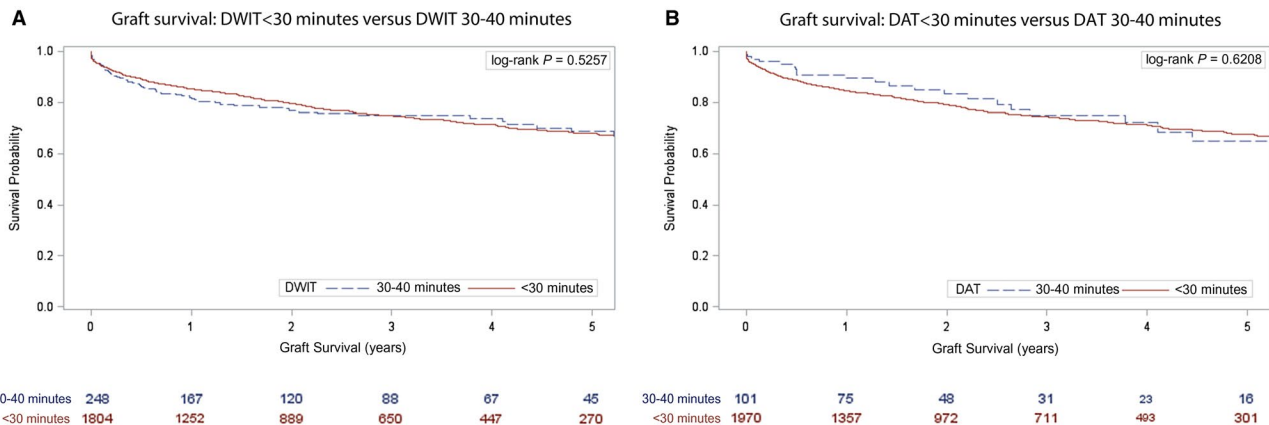 A
Graft survival: DWIT<30 minutes versus DWIT 30-40 minutes
log-rank P = 0.5257
1.0
0.8
0.6
0.4
0.2
0.0
Survival Probability
DWIT 30-40 minutes <30 minutes
0 1 2 3 4 5
Graft Survival (years)
0-40 minutes 248 167 120 88 67 45
<30 minutes 1804 1252 889 650 447 270
B
Graft survival: DAT<30 minutes versus DAT 30-40 minutes
log-rank P = 0.6208
1.0
0.8
0.6
0.4
0.2
0.0
Survival Probability
DAT 30-40 minutes <30 minutes
0 1 2 3 4 5
Graft Survival (years)
30-40 minutes 101 75 48 31 23 16
<30 minutes 1970 1357 972 711 493 301